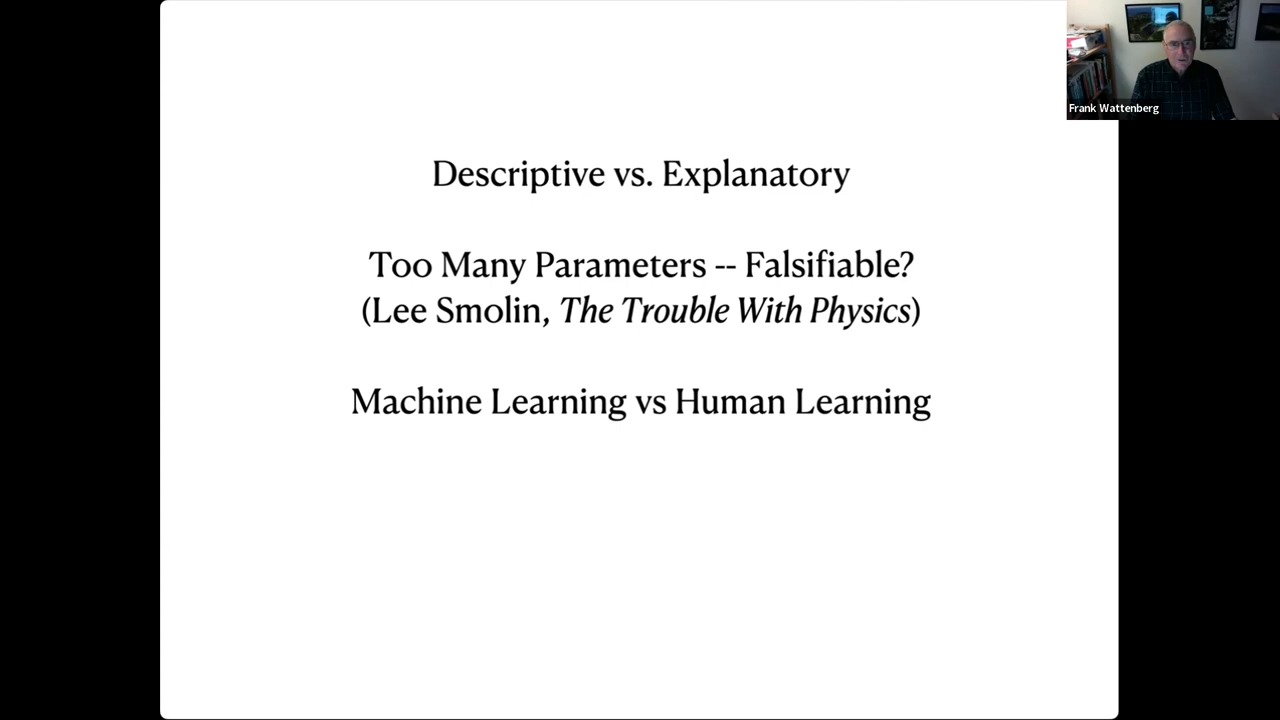 Frank Wattenberg
Descriptive vs. Explanatory
Too Many Parameters -- Falsifiable?
(Lee Smolin, The Trouble With Physics)
Machine Learning vs Human Learning